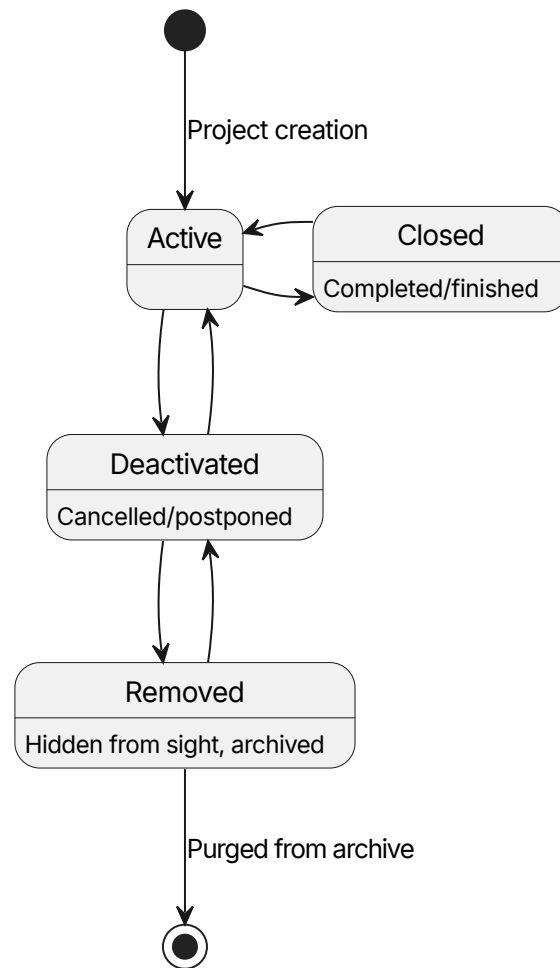 Project creation
Active
Closed
Completed/finished
Deactivated
Cancelled/postponed
Removed
Hidden from sight, archived
Purged from archive